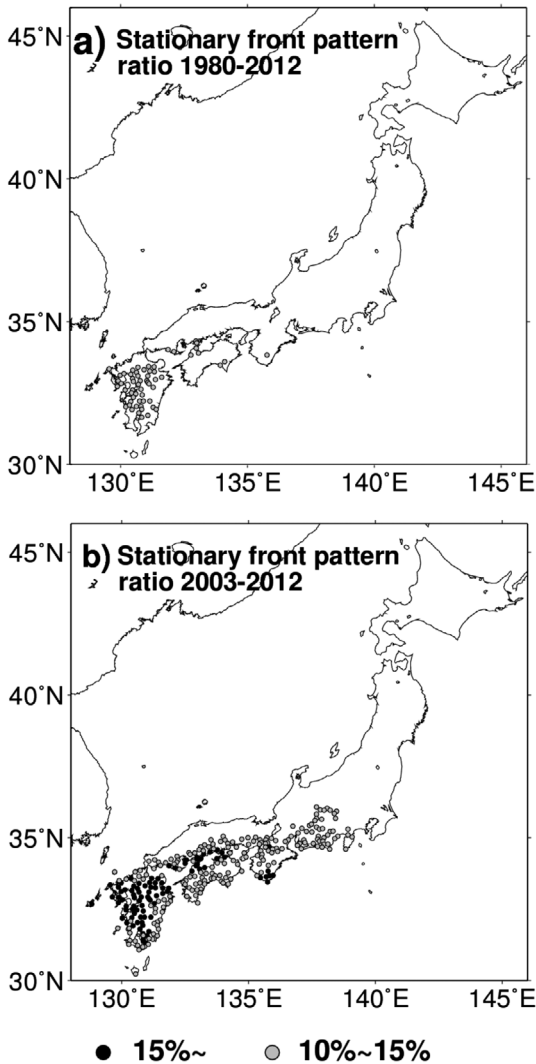 a) Stationary front pattern
ratio 1980-2012
45°N
40°N
35°N
30°N
130°E 135°E 140°E 145°E
b) Stationary front pattern
ratio 2003-2012
45°N
40°N
35°N
30°N
130°E 135°E 140°E 145°E
15%~ 10%~15%